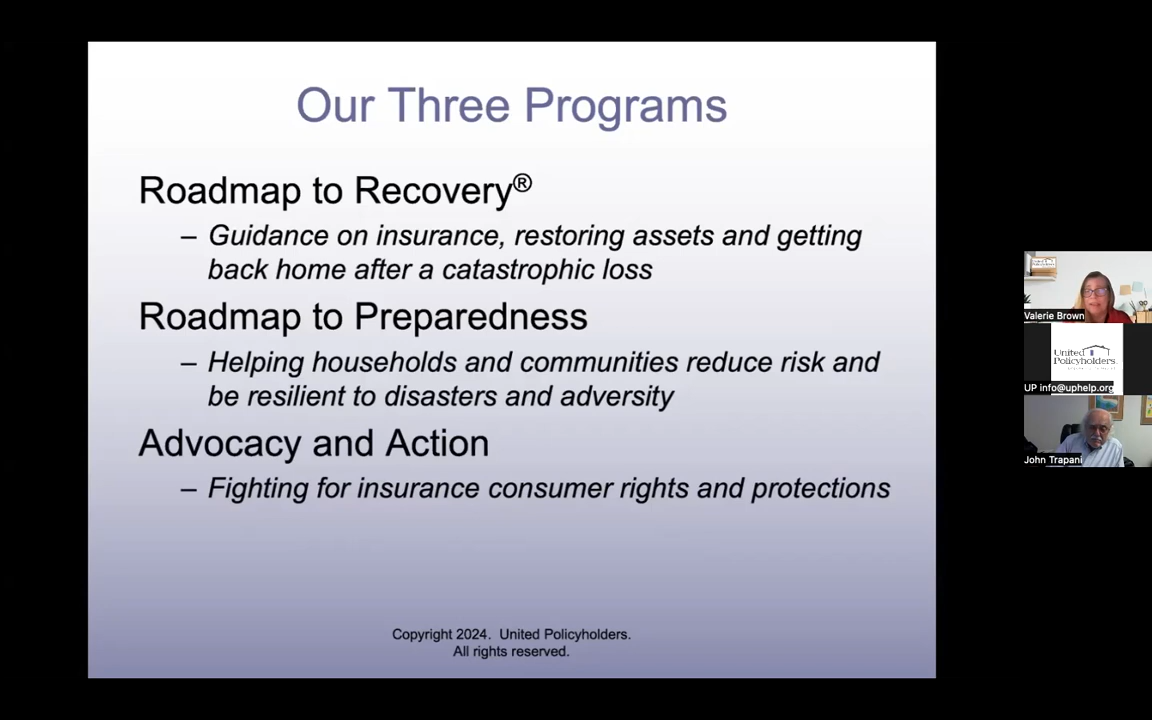 Our Three Programs
Roadmap to Recovery®
– Guidance on insurance, restoring assets and getting
back home after a catastrophic loss
Roadmap to Preparedness
– Helping households and communities reduce risk and
be resilient to disasters and adversity
Advocacy and Action
– Fighting for insurance consumer rights and protections
Copyright 2024. United Policyholders.
All rights reserved.
Valerie Brown
United
Policyholders
UP info@uphelp.org
John Trapani